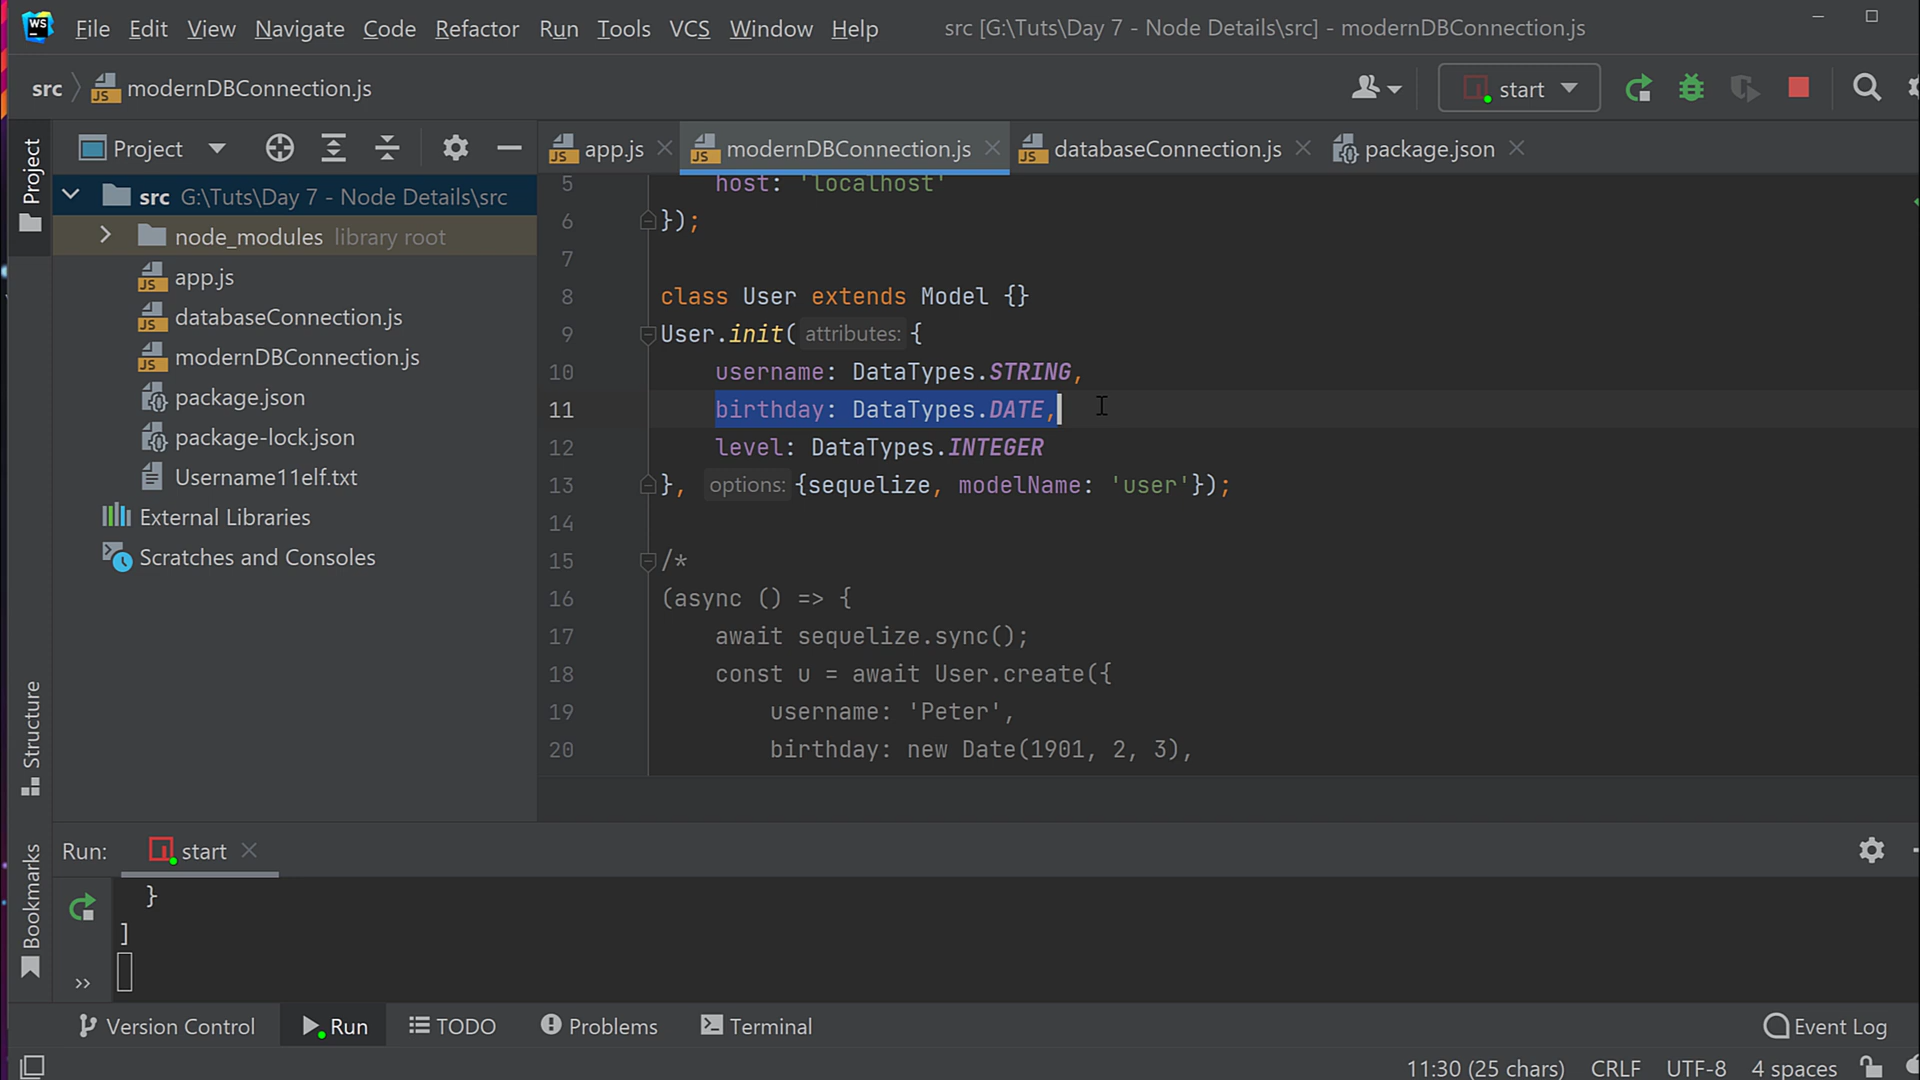 WS File Edit View Navigate Code Refactor Run Tools VCS Window Help src [G:\Tuts\Day 7 - Node Details\src] - modernDBConnection.js
src modernDBConnection.js start
Project Project app.js modernDBConnection.js databaseConnection.js package.json
src G:\Tuts\Day 7 - Node Details\src
node_modules library root
app.js
databaseConnection.js
modernDBConnection.js
package.json
package-lock.json
Username11elf.txt
External Libraries
Scratches and Consoles
5 host: 'localhost'
6 });
7
8 class User extends Model {}
9 User.init( attributes: {
10 username: DataTypes.STRING,
11 birthday: DataTypes.DATE,
12 level: DataTypes.INTEGER
13 }, options: {sequelize, modelName: 'user'});
14
15 /*
16 (async () => {
17 await sequelize.sync();
18 const u = await User.create({
19 username: 'Peter',
20 birthday: new Date(1901, 2, 3),
Structure
Bookmarks
Run: start
}
]
Version Control Run TODO Problems Terminal Event Log
11:30 (25 chars) CRLF UTF-8 4 spaces